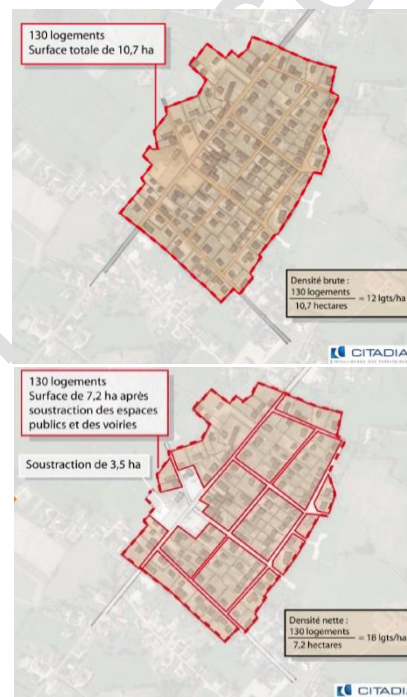 130 logements
Surface totale de 10,7 ha
Densité brute :
130 logements
10,7 hectares
= 12 lgts/ha
CITADIA
130 logements
Surface de 7,2 ha après
soustraction des espaces
publics et des voiries
Soustraction de 3,5 ha
Densité nette :
130 logements
7,2 hectares
= 18 lgts/ha
CITADIA